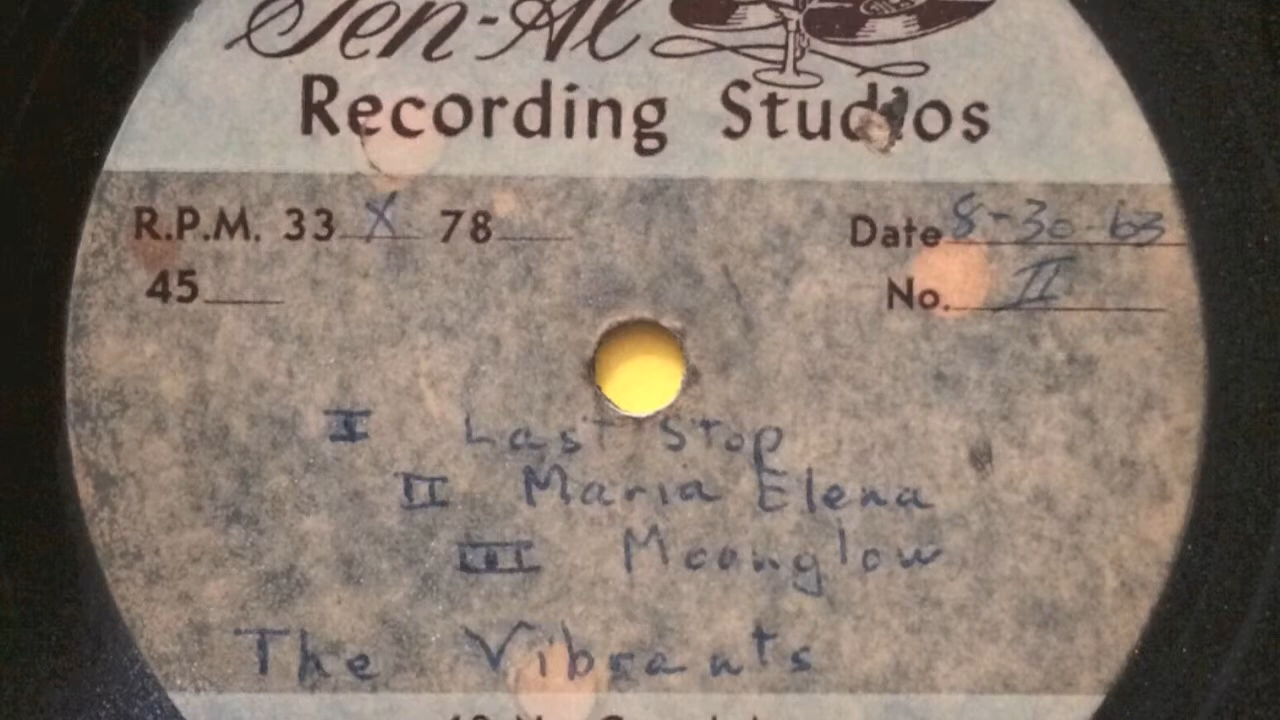 Ten-Al
Recording Studios
R.P.M. 33 X 78 Date 8-30-63
45 No. II
I Last Stop
II Maria Elena
III Moonglow
The Vibrants